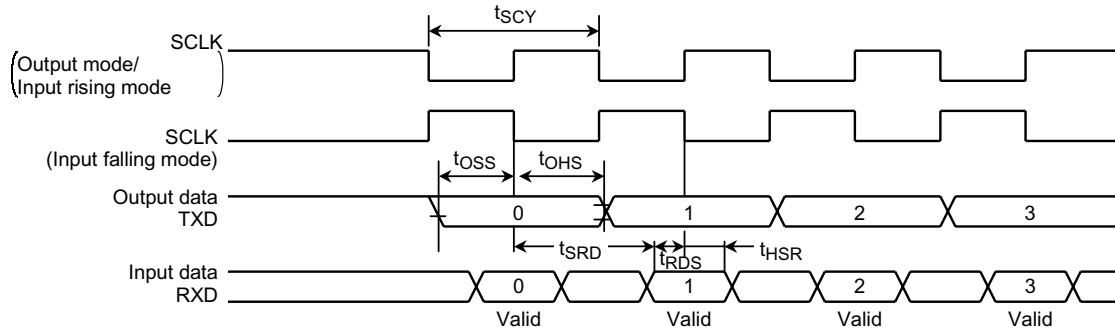 tSCY
SCLK
(Output mode/
Input rising mode)
SCLK
(Input falling mode)
tOSS
tOHS
Output data
TXD
0
1
2
3
tSRD
tRDS
tHSR
Input data
RXD
0
1
2
3
Valid
Valid
Valid
Valid